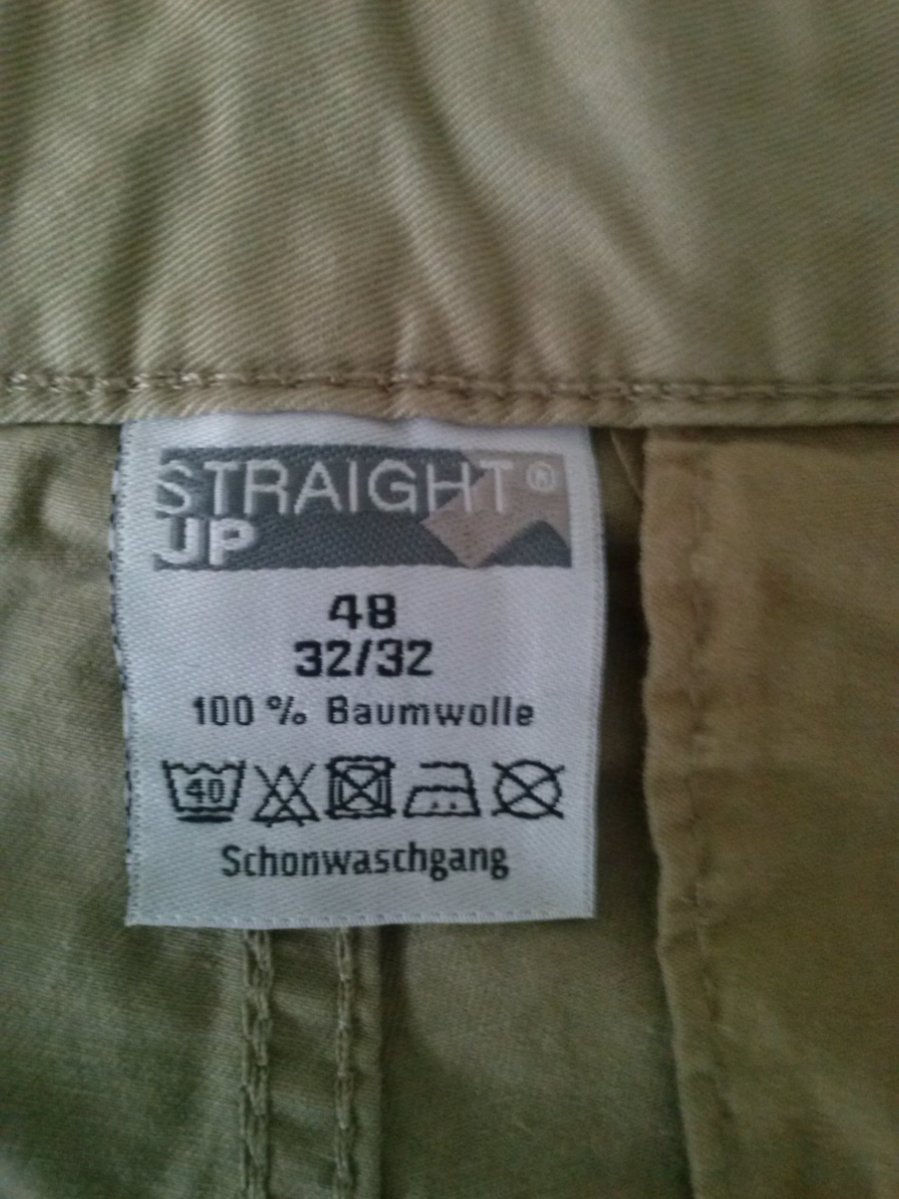 STRAIGHT®
UP
48
32/32
100 % Baumwolle
40
Schonwaschgang